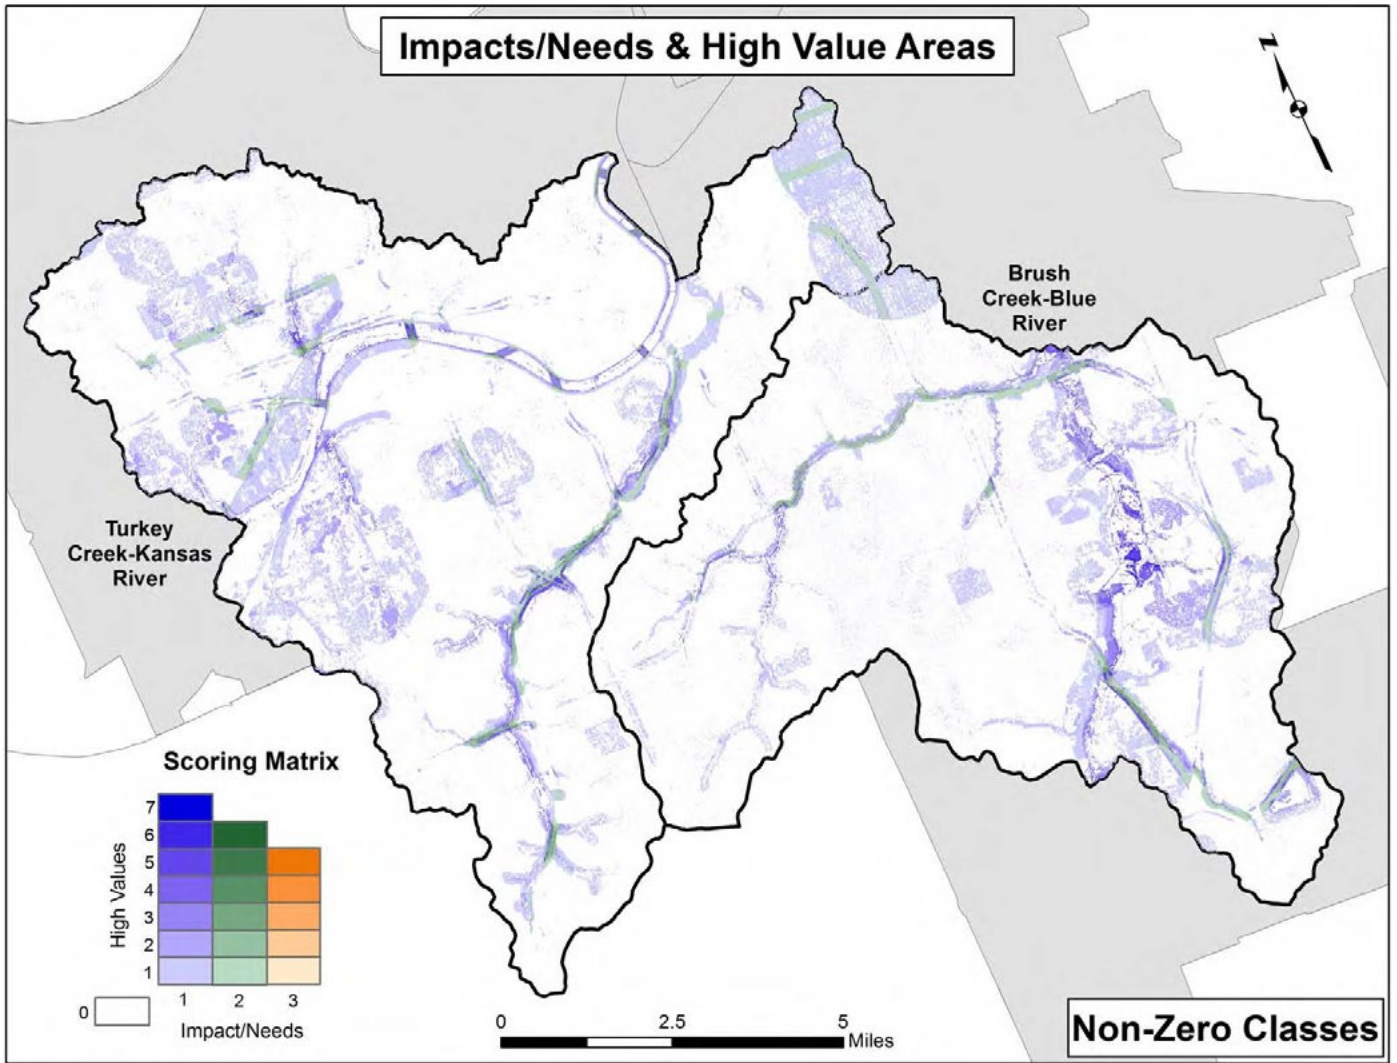 Impacts/Needs & High Value Areas
N
Brush
Creek-Blue
River
Turkey
Creek-Kansas
River
Scoring Matrix
7
6
5
4
3
2
1
High Values
0
1 2 3
Impact/Needs
0 2.5 5
Miles
Non-Zero Classes